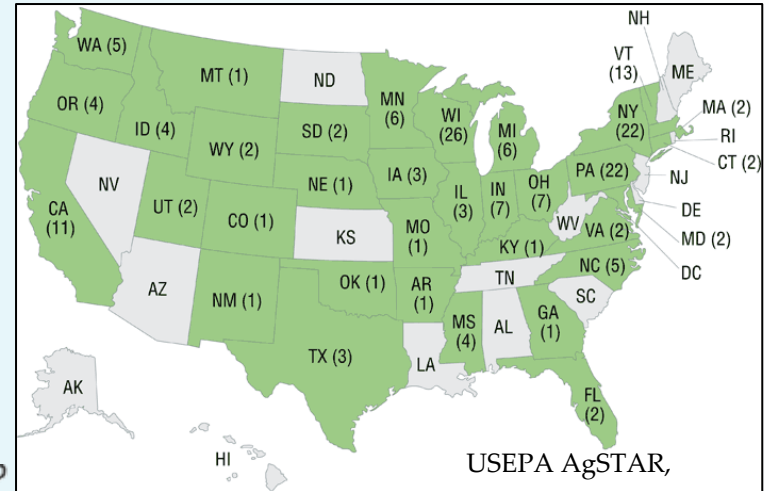 NH
WA (5)
VT
(13)
ME
MT (1)
ND
MN
(6)
OR (4)
ID (4)
SD (2)
WI
(26)
MI
(6)
NY
(22)
MA (2)
RI
CT (2)
WY (2)
IA (3)
PA (22)
NJ
NV
NE (1)
IL
(3)
IN
(7)
OH
(7)
DE
CA
(11)
UT (2)
CO (1)
KS
MO
(1)
WV
VA (2)
MD (2)
KY (1)
DC
NC (5)
AZ
NM (1)
OK (1)
AR
(1)
TN
SC
MS
(4)
AL
GA
(1)
TX (3)
LA
AK
FL
(2)
HI
USEPA AgSTAR,